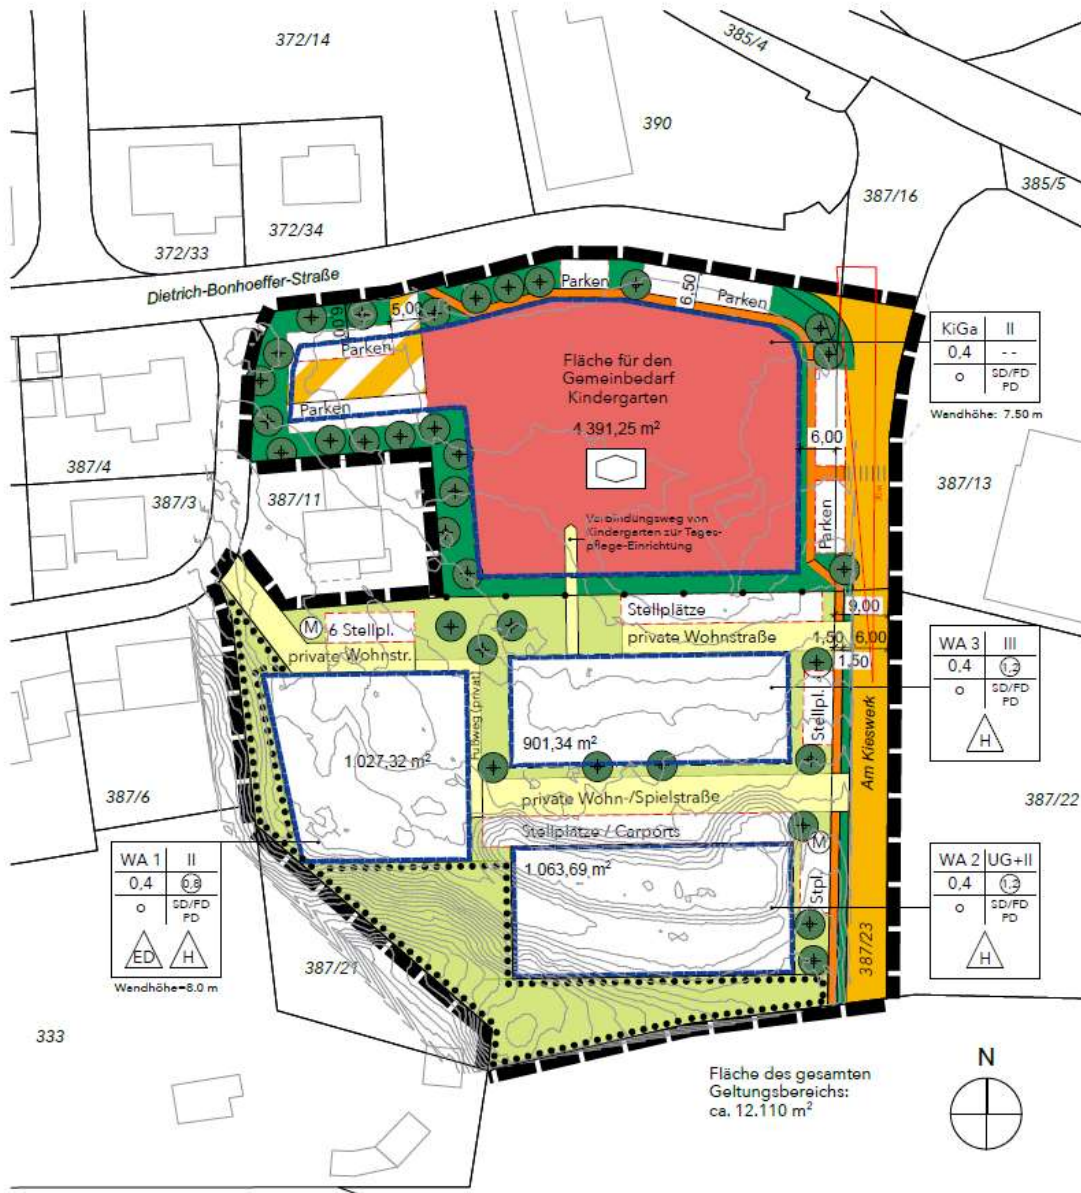 372/14
385/4
390
385/5
387/16
372/33
372/34
Dietrich-Bonhoeffer-Straße
Parken
6,50
Parken
5,00
6,00
Parken
Parken
Fläche für den
Gemeinbedarf
Kindergarten
4.391,25 m²
KiGa II
0,4 --
o SD/FD
PD
Wandhöhe: 7.50 m
6,00
387/4
387/3
387/11
387/13
Parken
Verbindungsweg von
Kindergarten zur Tages-
pflege-Einrichtung
Stellplätze
9,00
M
6 Stellpl.
private Wohnstr.
private Wohnstraße
1,50
6,00
1,50
WA 3 III
0,4 1,2
o SD/FD
PD
H
Fußweg (privat)
Stellpl.
Am Kieswerk
901,34 m²
1.027,32 m²
387/6
private Wohn-/Spielstraße
387/22
Stellplätze / Carports
M
1.063,69 m²
Stpl
WA 1 II
0,4 0,8
o SD/FD
PD
ED H
Wandhöhe=8.0 m
WA 2 UG+II
0,4 1,2
o SD/FD
PD
H
387/21
387/23
333
Fläche des gesamten
Geltungsbereichs:
ca. 12.110 m²
N